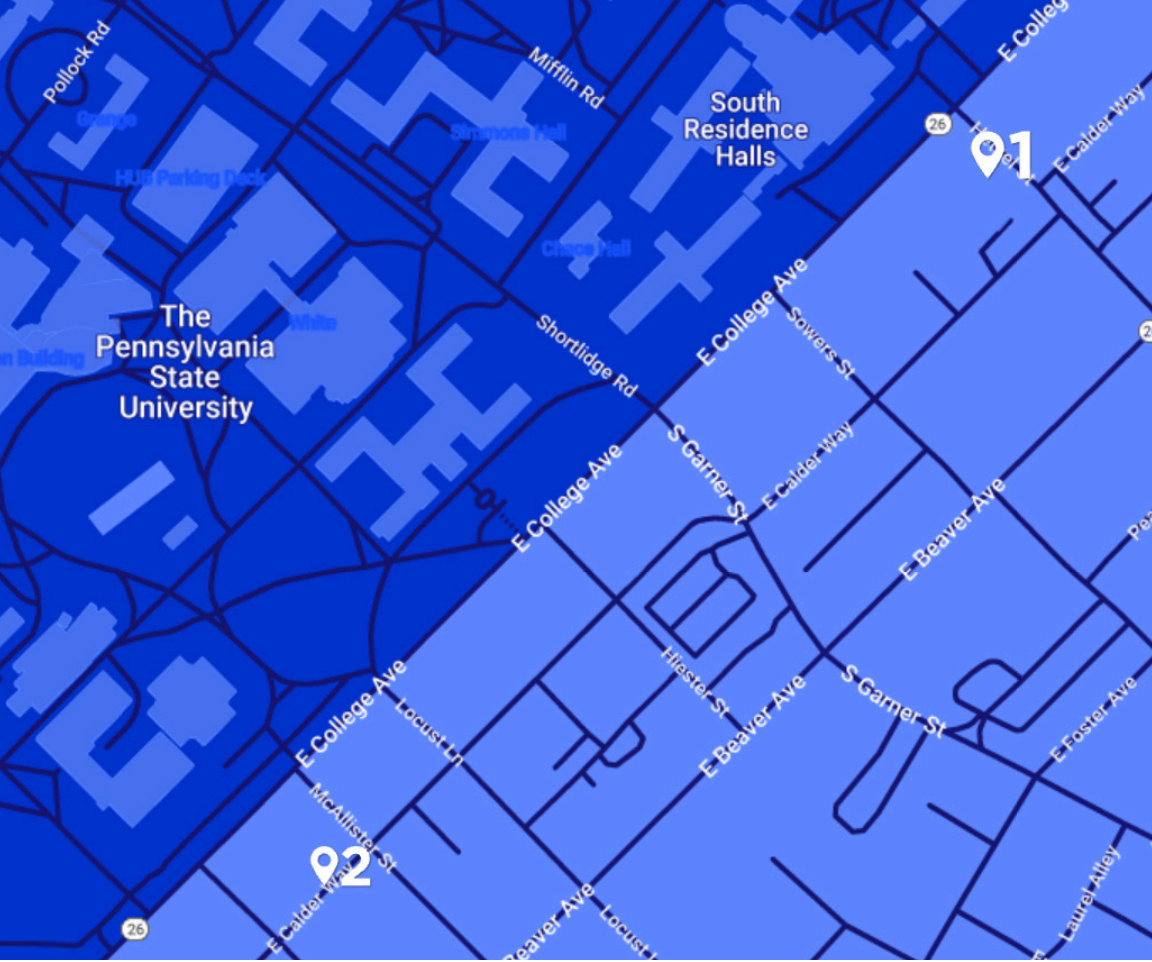 E College
Pollock Rd
Mifflin Rd
Grange
South
Residence
Halls
26
Simmons Hall
E Calder Way
1
HUB Parking Deck
Chace Hall
E College Ave
The
Pennsylvania
State
University
White
Shortlidge Rd
Sowers St
Building
S Garner St
E Calder Way
E College Ave
E Beaver Ave
Hiester St
E College Ave
Locust Ln
E Beaver Ave
S Garner St
E Foster Ave
McAllister St
2
E Calder Way
Beaver Ave
Locust
Laurel Alley
26